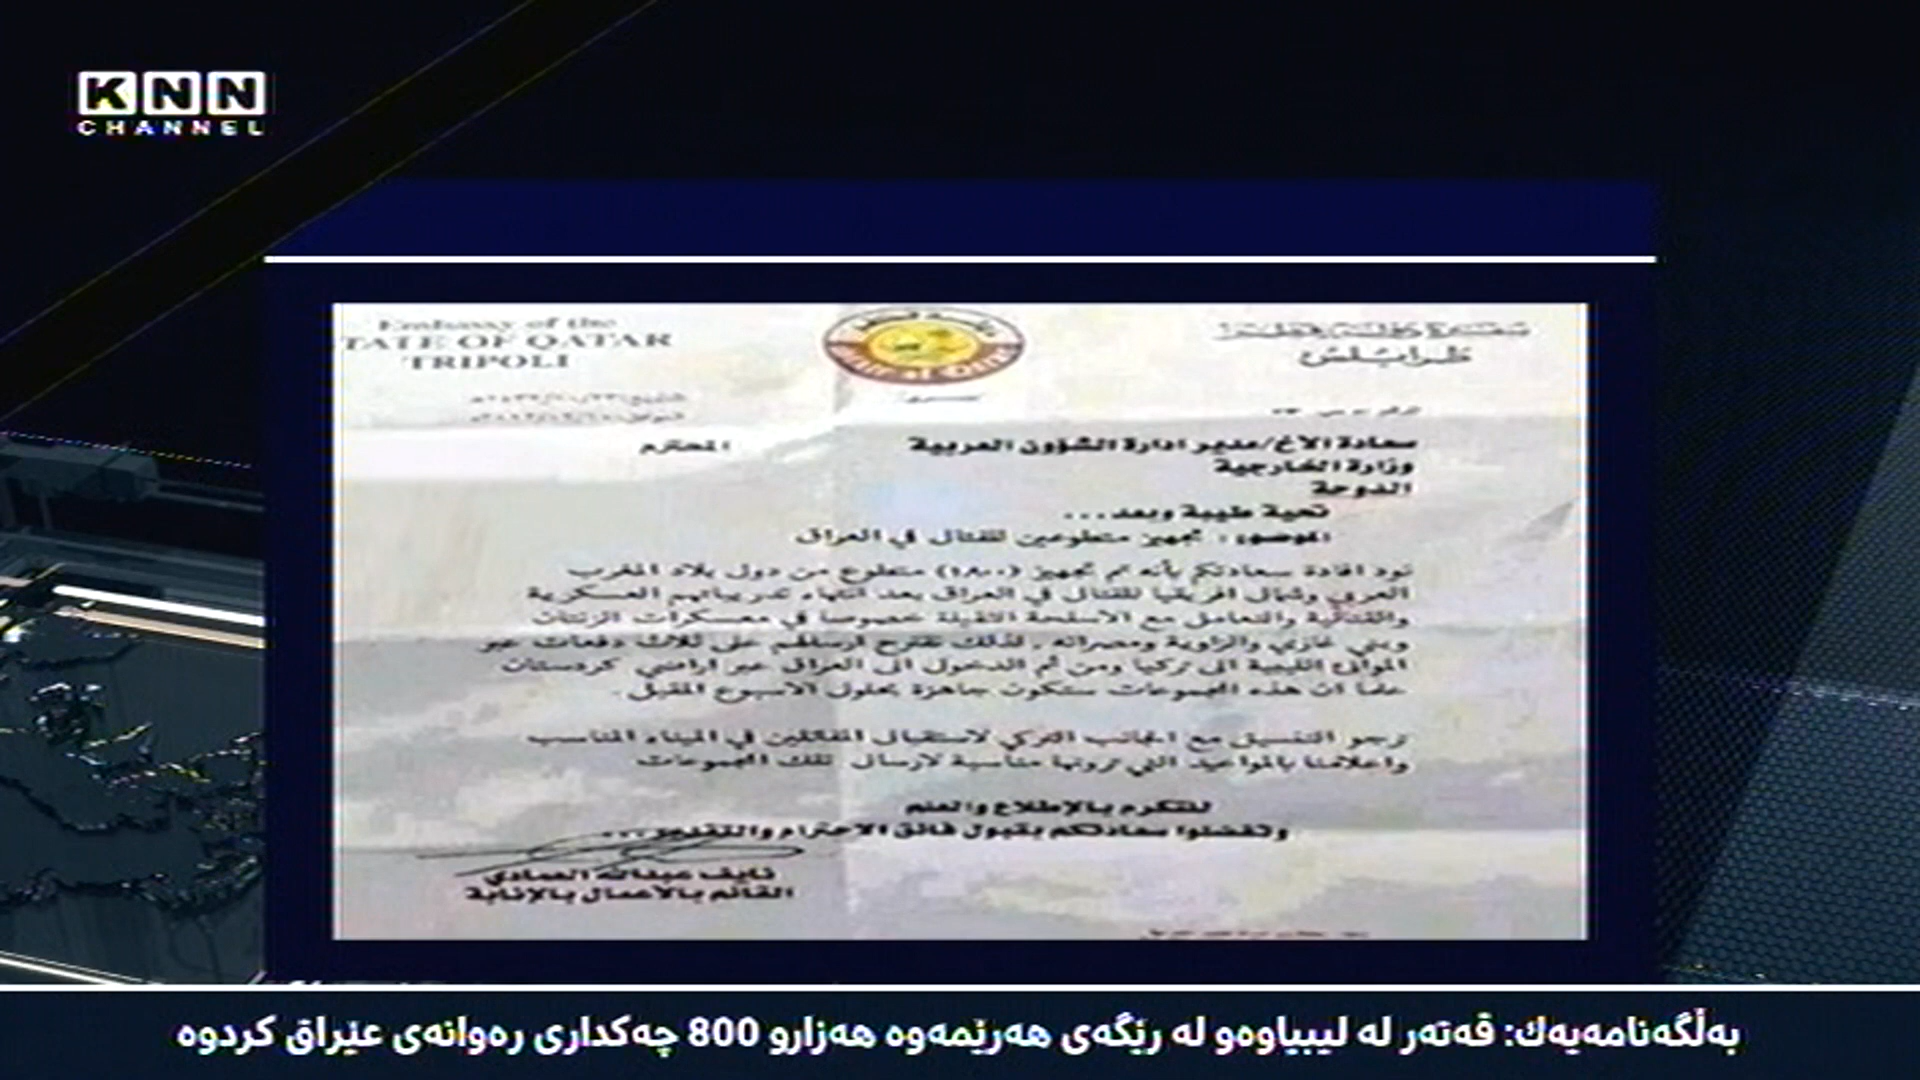 KNN
CHANNEL
Embassy of the
TATE OF QATAR
TRIPOLI
سفارة دولة قطر
طرابلس
سعادة الاخ/مدير ادارة الشؤون العربية المحترم
وزارة الخارجية
الدوحة
تحية طيبة وبعد...
الموضوع : تجهيز متطوعين للقتال في العراق
نود افادة سعادتكم بأنه تم تجهيز (١٨٠٠) متطوع من دول بلاد المغرب
العربي وشمال افريقيا للقتال في العراق بعد انتهاء تدريباتهم العسكرية
والقتالية والتعامل مع الاسلحة الثقيلة خصوصا في معسكرات الزنتان
وبني غازي والزاوية ومصراته , لذلك نقترح ارسالهم على ثلاث دفعات عبر
الموانئ الليبية الى تركيا ومن ثم الدخول الى العراق عبر اراضي كردستان
علما ان هذه المجموعات ستكون جاهزة بحلول الاسبوع المقبل .
نرجو التنسيق مع الجانب التركي لاستقبال المقاتلين في الميناء المناسب
واعلامنا بالمواعيد التي ترونها مناسبة لارسال تلك المجموعات
للتكرم بالإطلاع والعلم
وتفضلوا سعادتكم بقبول فائق الاحترام والتقدير...
نايف عبدالله العمادي
القائم بالاعمال بالإنابة
بەڵگەنامەیەك: قەتەر لە لیبیاوەو لە رێگەی هەرێمەوە هەزارو 800 چەکداری رەوانەی عێراق کردوە